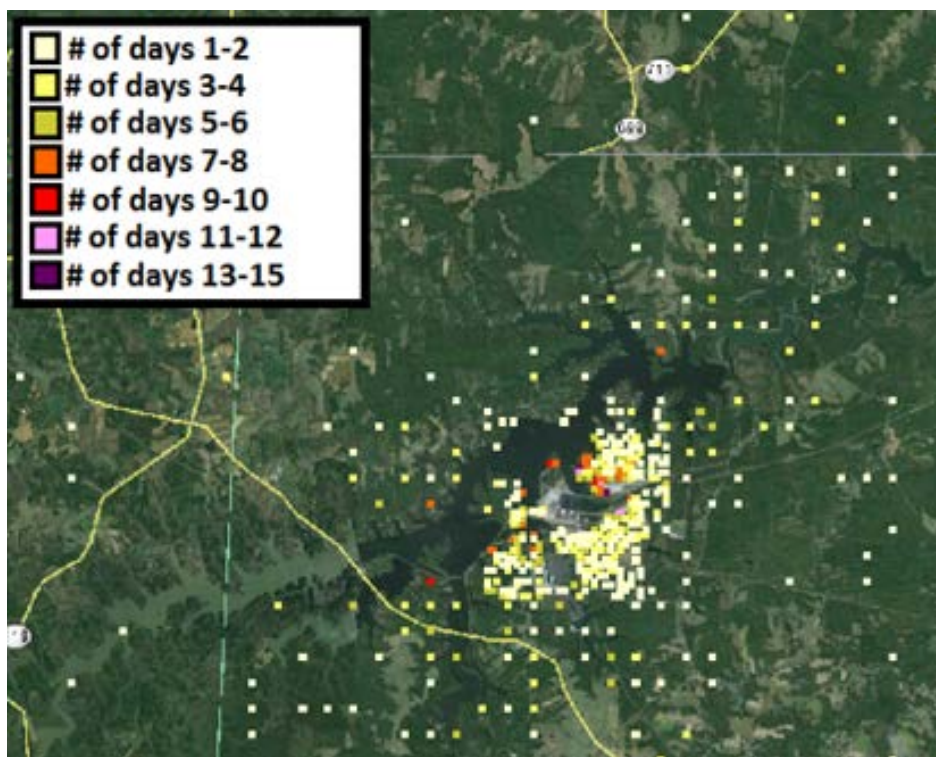 # of days 1-2
# of days 3-4
# of days 5-6
# of days 7-8
# of days 9-10
# of days 11-12
# of days 13-15